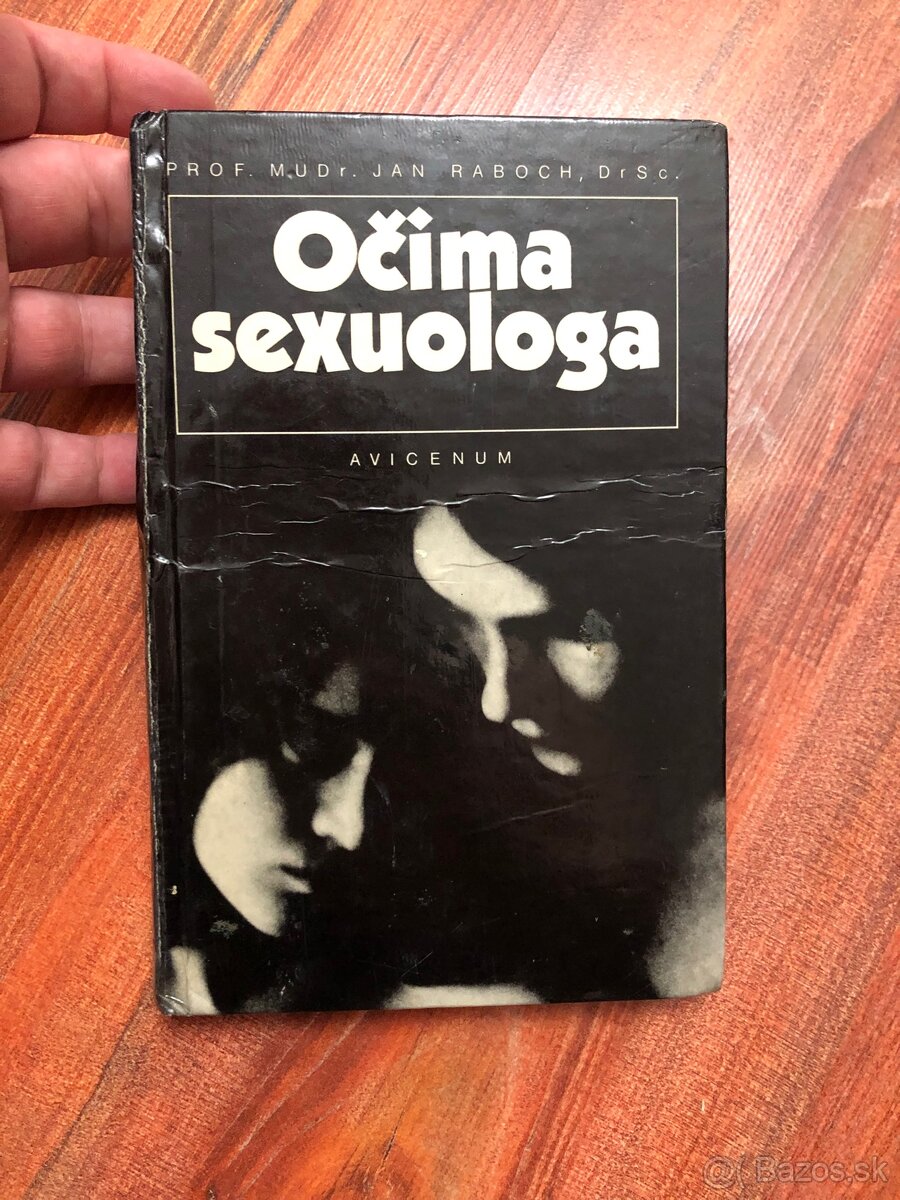 PROF. MUDr. JAN RABOCH, DrSc.
Očima
sexuologa
AVICENUM
Bazos.sk